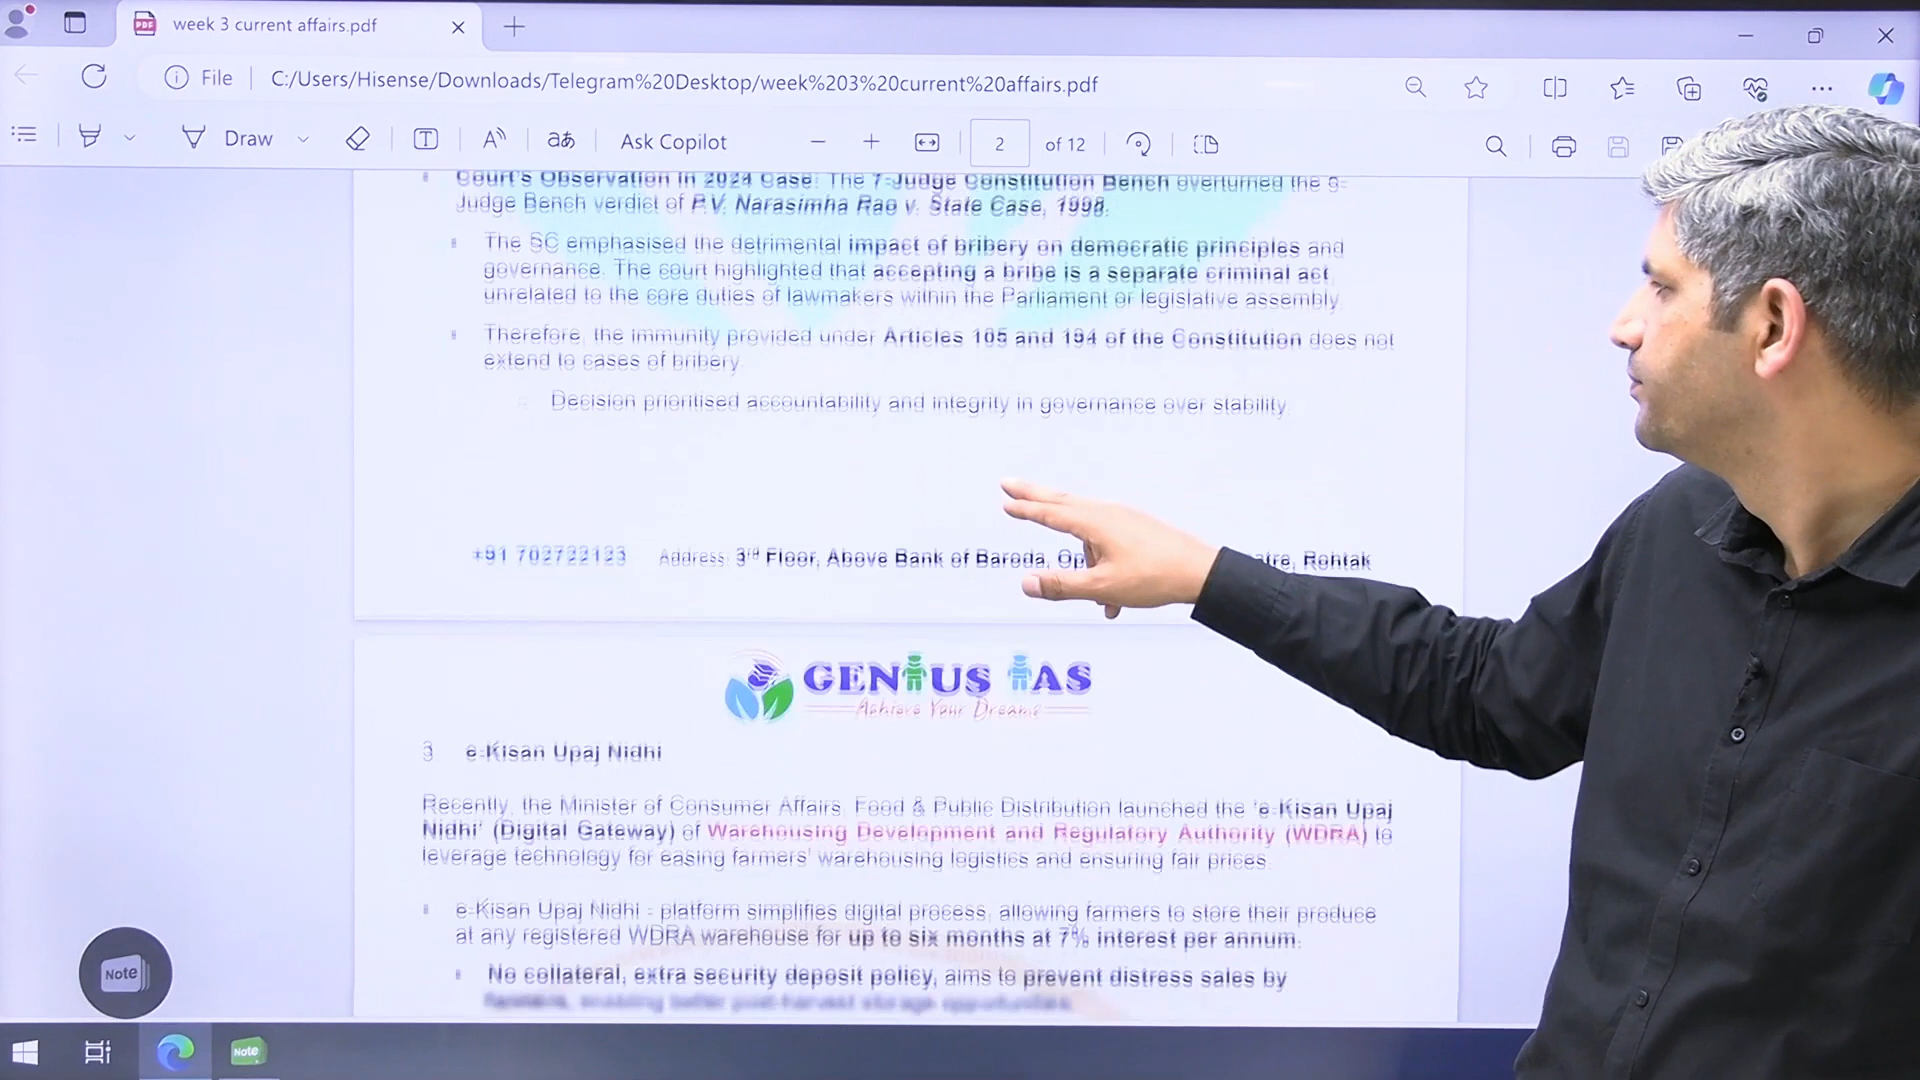 week 3 current affairs.pdf
File
C:/Users/Hisense/Downloads/Telegram%20Desktop/week%203%20current%20affairs.pdf
Draw
Ask Copilot
2
of 12
Court's Observation in 2024 Case: The 7-Judge Constitution Bench overturned the
Judge Bench verdict of P.V. Narasimha Rao v. State Case, 1998.
The SC emphasised the detrimental impact of bribery on democratic principles and
governance. The court highlighted that accepting a bribe is a separate criminal act,
unrelated to the core duties of lawmakers within the Parliament or legislative assembly.
Therefore, the immunity provided under Articles 105 and 194 of the Constitution does not
extend to cases of bribery.
Decision prioritised accountability and integrity in governance over stability.
+91 702722123 Address: 3rd Floor, Above Bank of Baroda, Rohtak
GENIUS IAS
Achieve Your Dreams
3 e-Kisan Upaj Nidhi
Recently, the Minister of Consumer Affairs, Food & Public Distribution launched the 'e-Kisan Upaj
Nidhi' (Digital Gateway) of Warehousing Development and Regulatory Authority (WDRA) to
leverage technology for easing farmers' warehousing logistics and ensuring fair prices.
e-Kisan Upaj Nidhi - platform simplifies digital process, allowing farmers to store their produce
at any registered WDRA warehouse for up to six months at 7% interest per annum.
No collateral, extra security deposit policy, aims to prevent distress sales by
farmers, enabling better post-harvest storage opportunities.
Note
Note